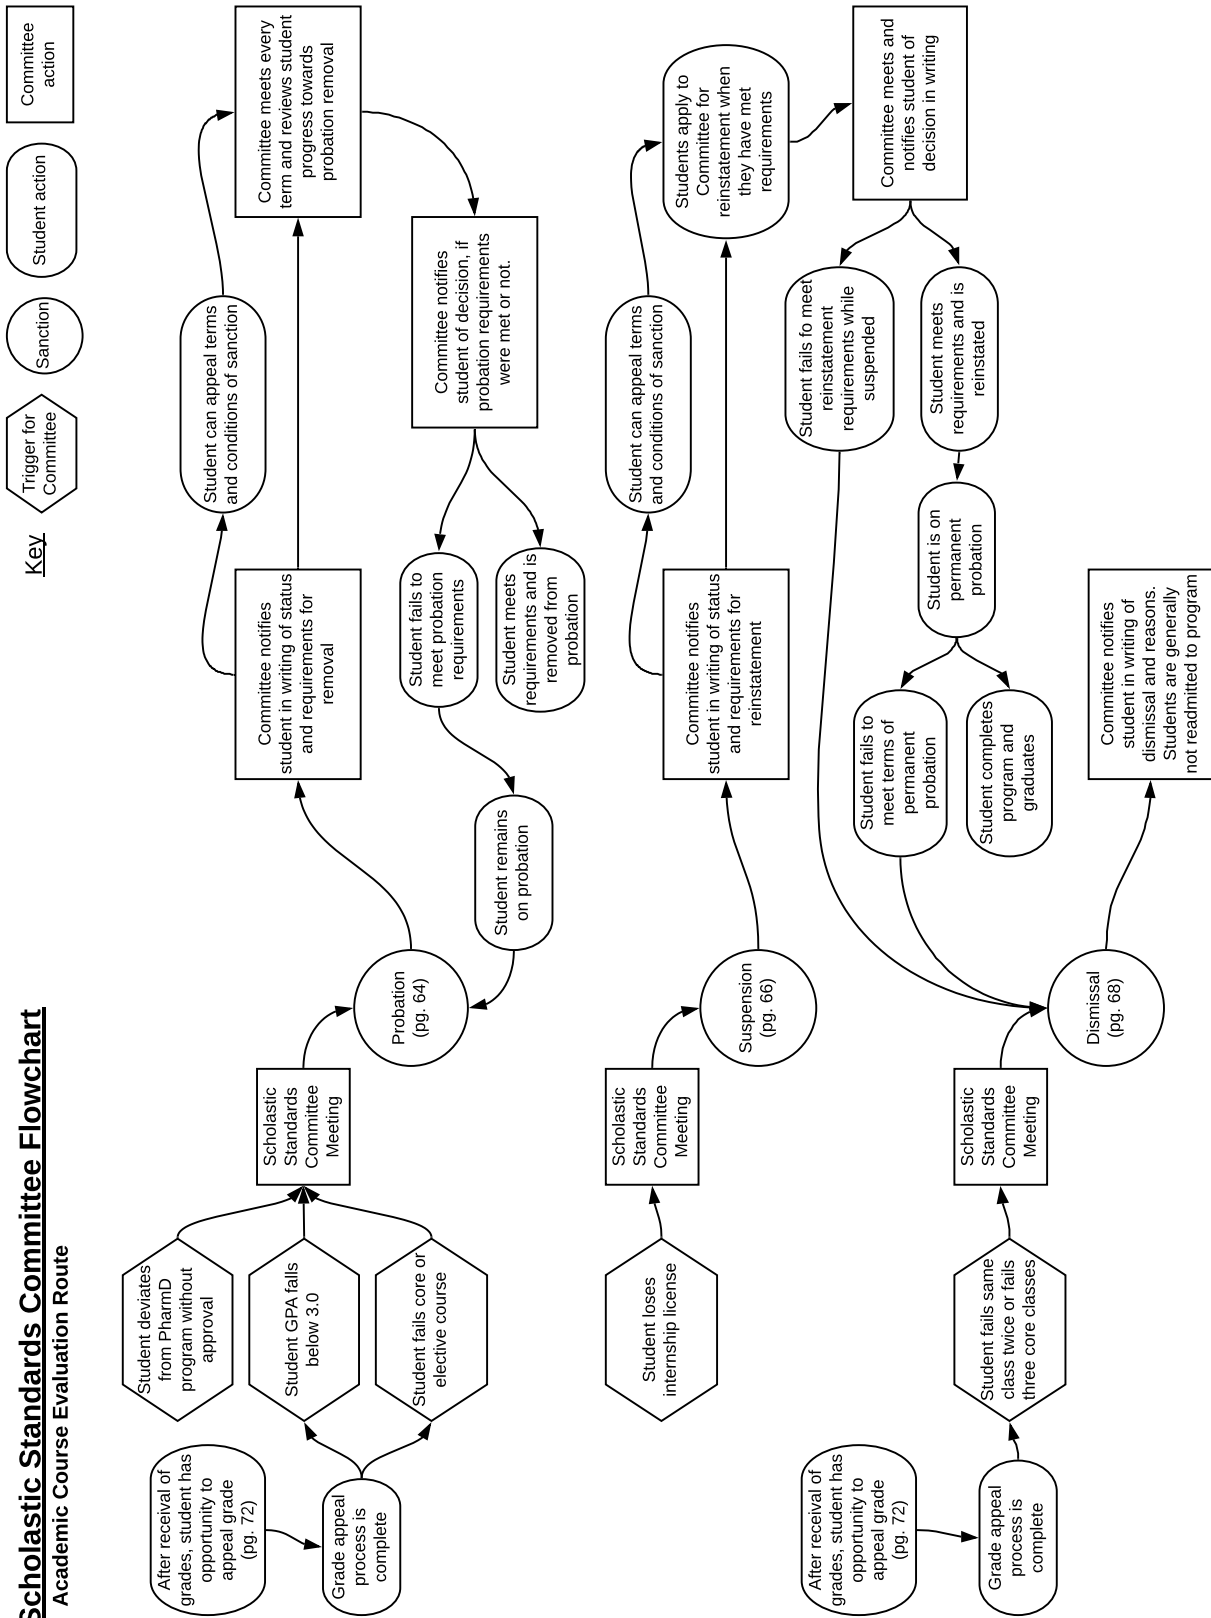 Scholastic Standards Committee Flowchart
Academic Course Evaluation Route
Key
Trigger for
Committee
Sanction
Student action
Committee
action
After receival of
grades, student has
opportunity to
appeal grade
(pg. 72)
Grade appeal
process is
complete
Student deviates
from PharmD
program without
approval
Student GPA falls
below 3.0
Student fails core or
elective course
Scholastic
Standards
Committee
Meeting
Probation
(pg. 64)
Committee notifies
student in writing of status
and requirements for
removal
Student can appeal terms
and conditions of sanction
Committee meets every
term and reviews student
progress towards
probation removal
Committee notifies
student of decision, if
probation requirements
were met or not.
Student fails to
meet probation
requirements
Student meets
requirements and is
removed from
probation
Student remains
on probation
Student loses
internship license
Scholastic
Standards
Committee
Meeting
Suspension
(pg. 66)
Committee notifies
student in writing of status
and requirements for
reinstatement
Student can appeal terms
and conditions of sanction
Students apply to
Committee for
reinstatement when
they have met
requirements
Committee meets and
notifies student of
decision in writing
Student fails fo meet
reinstatement
requirements while
suspended
Student meets
requirements and is
reinstated
Student is on
permanent
probation
Student fails to
meet terms of
permanent
probation
Student completes
program and
graduates
After receival of
grades, student has
opportunity to
appeal grade
(pg. 72)
Grade appeal
process is
complete
Student fails same
class twice or fails
three core classes
Scholastic
Standards
Committee
Meeting
Dismissal
(pg. 68)
Committee notifies
student in writing of
dismissal and reasons.
Students are generally
not readmitted to program